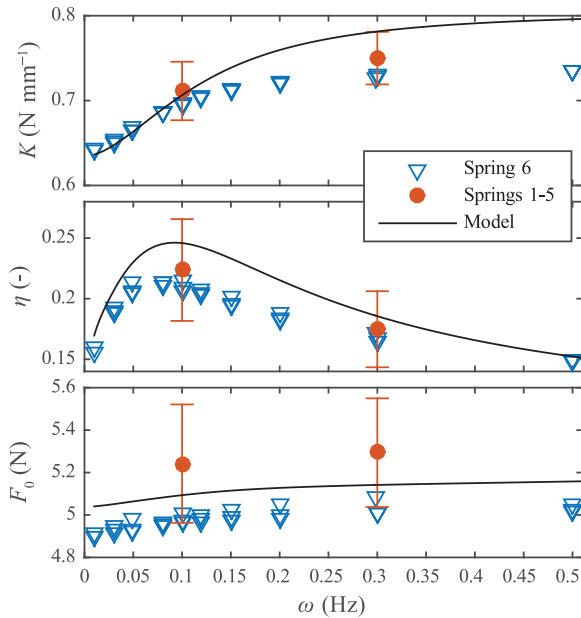 0.8
0.7
0.6
K (N mm⁻¹)
Spring 6
Springs 1-5
Model
0.25
0.2
0.15
η (-)
5.6
5.4
5.2
5
4.8
F₀ (N)
0 0.05 0.1 0.15 0.2 0.25 0.3 0.35 0.4 0.45 0.5
ω (Hz)